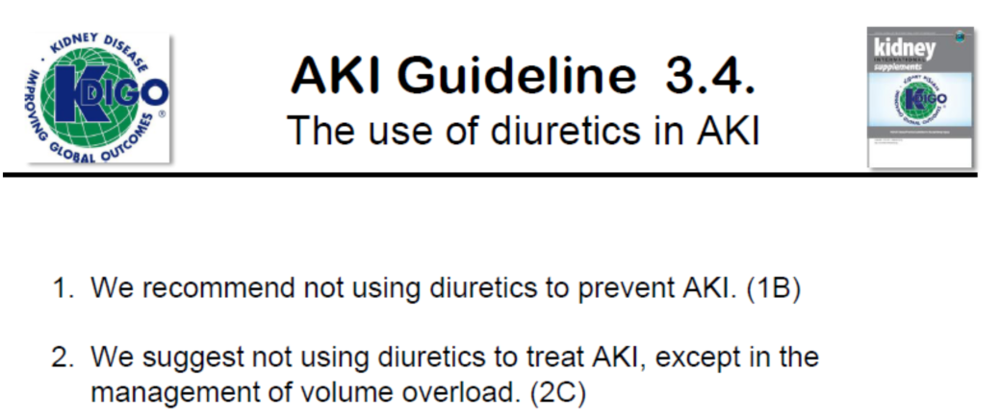 KIDNEY DISEASE
KDIGO
®
IMPROVING GLOBAL OUTCOMES
AKI Guideline 3.4.
The use of diuretics in AKI
kidney
INTERNATIONAL
supplements
KDIGO
1. We recommend not using diuretics to prevent AKI. (1B)
2. We suggest not using diuretics to treat AKI, except in the
management of volume overload. (2C)